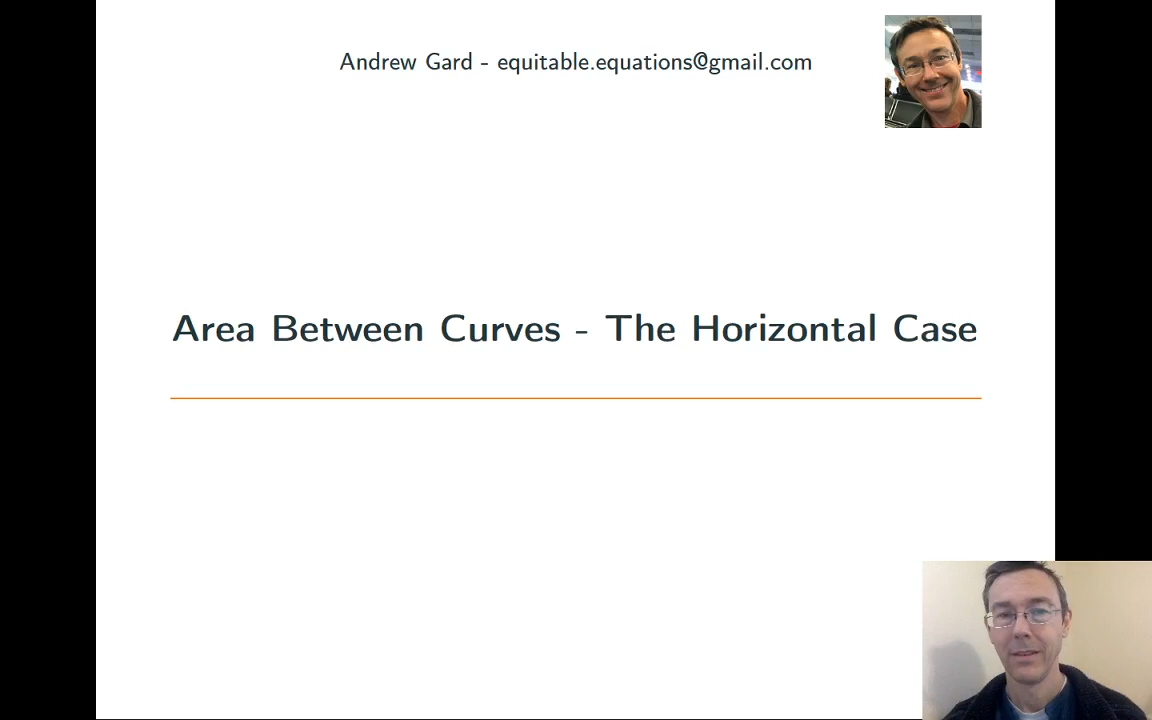 Andrew Gard - equitable.equations@gmail.com
Area Between Curves - The Horizontal Case